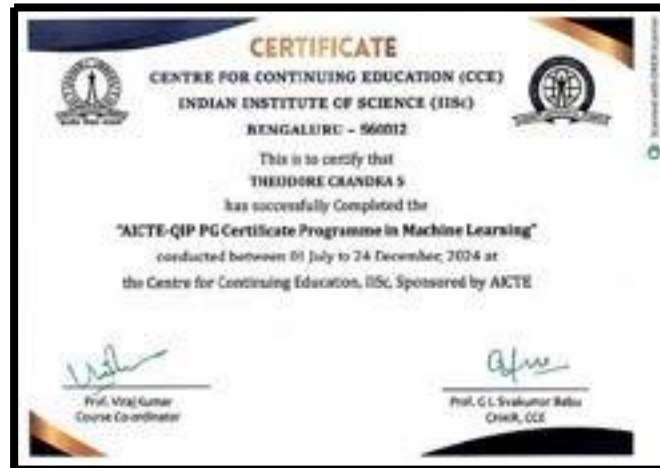 CERTIFICATE
CENTRE FOR CONTINUING EDUCATION (CCE)
INDIAN INSTITUTE OF SCIENCE (IISc)
BENGALURU - 560012
This is to certify that
THEODORE CHANDRA S
has successfully Completed the
"AICTE-QIP PG Certificate Programme in Machine Learning"
conducted between 01 July to 24 December, 2024 at
the Centre for Continuing Education, IISc, Sponsored by AICTE
Prof. Viraj Kumar
Course Co-ordinator
Prof. G L Sivakumar Babu
CHAIR, CCE